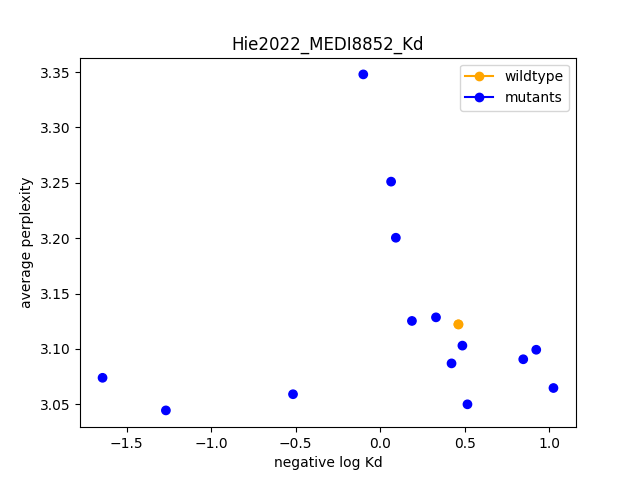 Hie2022_MEDI8852_Kd
wildtype
mutants
3.35
3.30
3.25
3.20
3.15
3.10
3.05
average perplexity
−1.5
−1.0
−0.5
0.0
0.5
1.0
negative log Kd